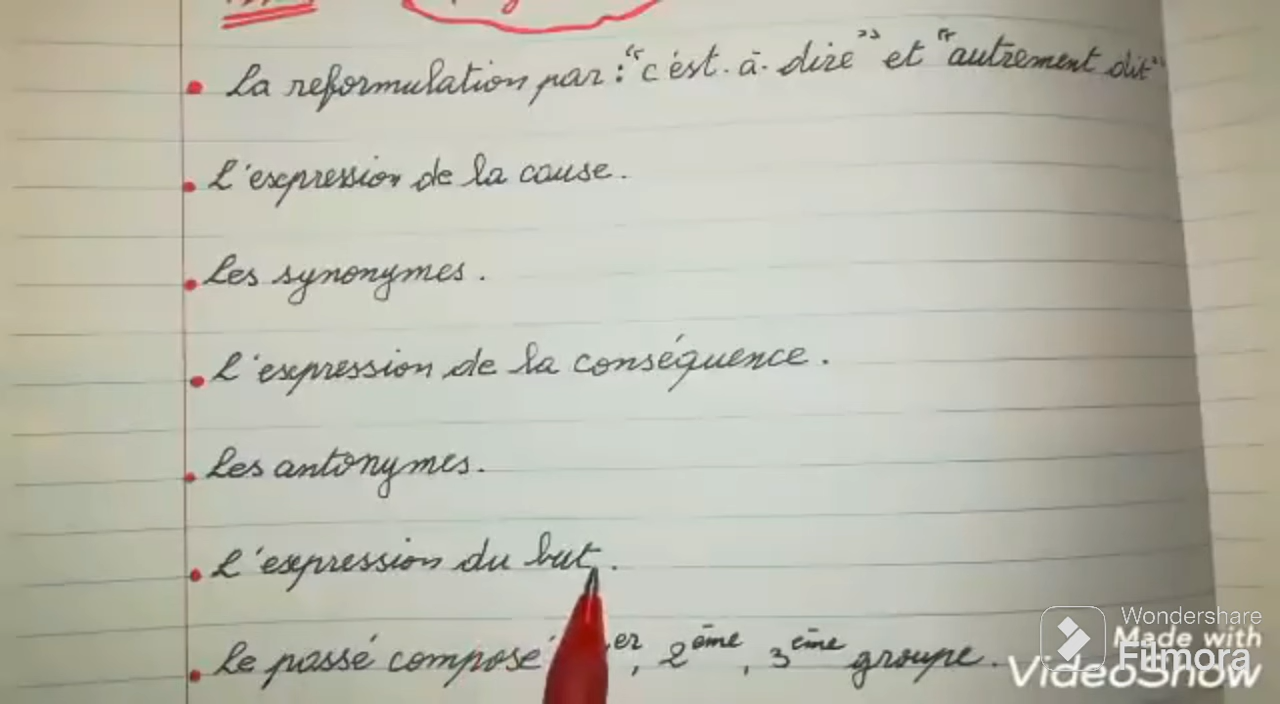 La reformulation par : "c'est-à-dire" et "autrement dit"
L'expression de la cause.
Les synonymes.
L'expression de la conséquence.
Les antonymes.
L'expression du but.
Le passé composé er, 2ème, 3ème groupe.
Wondershare
Filmora
Made with
VideoShow